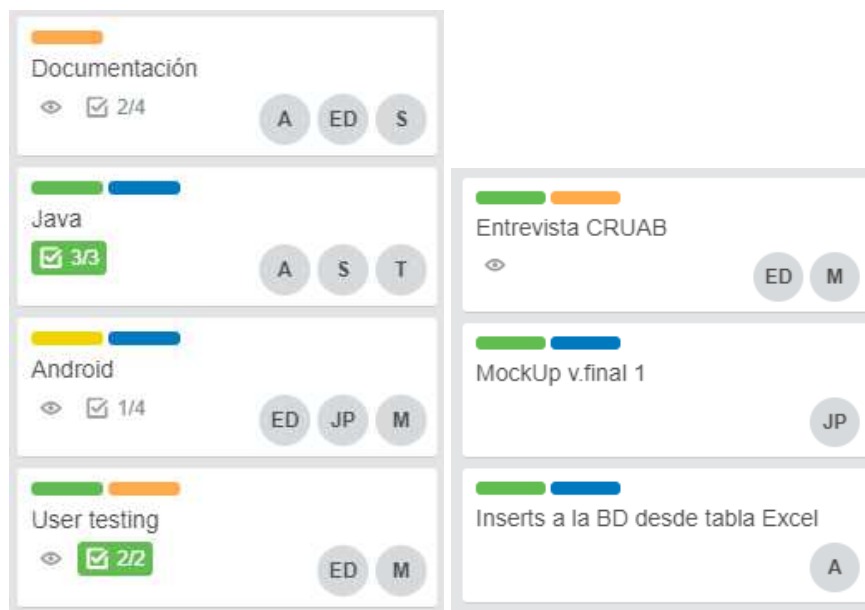 Documentación
2/4
A ED S
Java
3/3
A S T
Android
1/4
ED JP M
User testing
2/2
ED M
Entrevista CRUAB
ED M
MockUp v.final 1
JP
Inserts a la BD desde tabla Excel
A